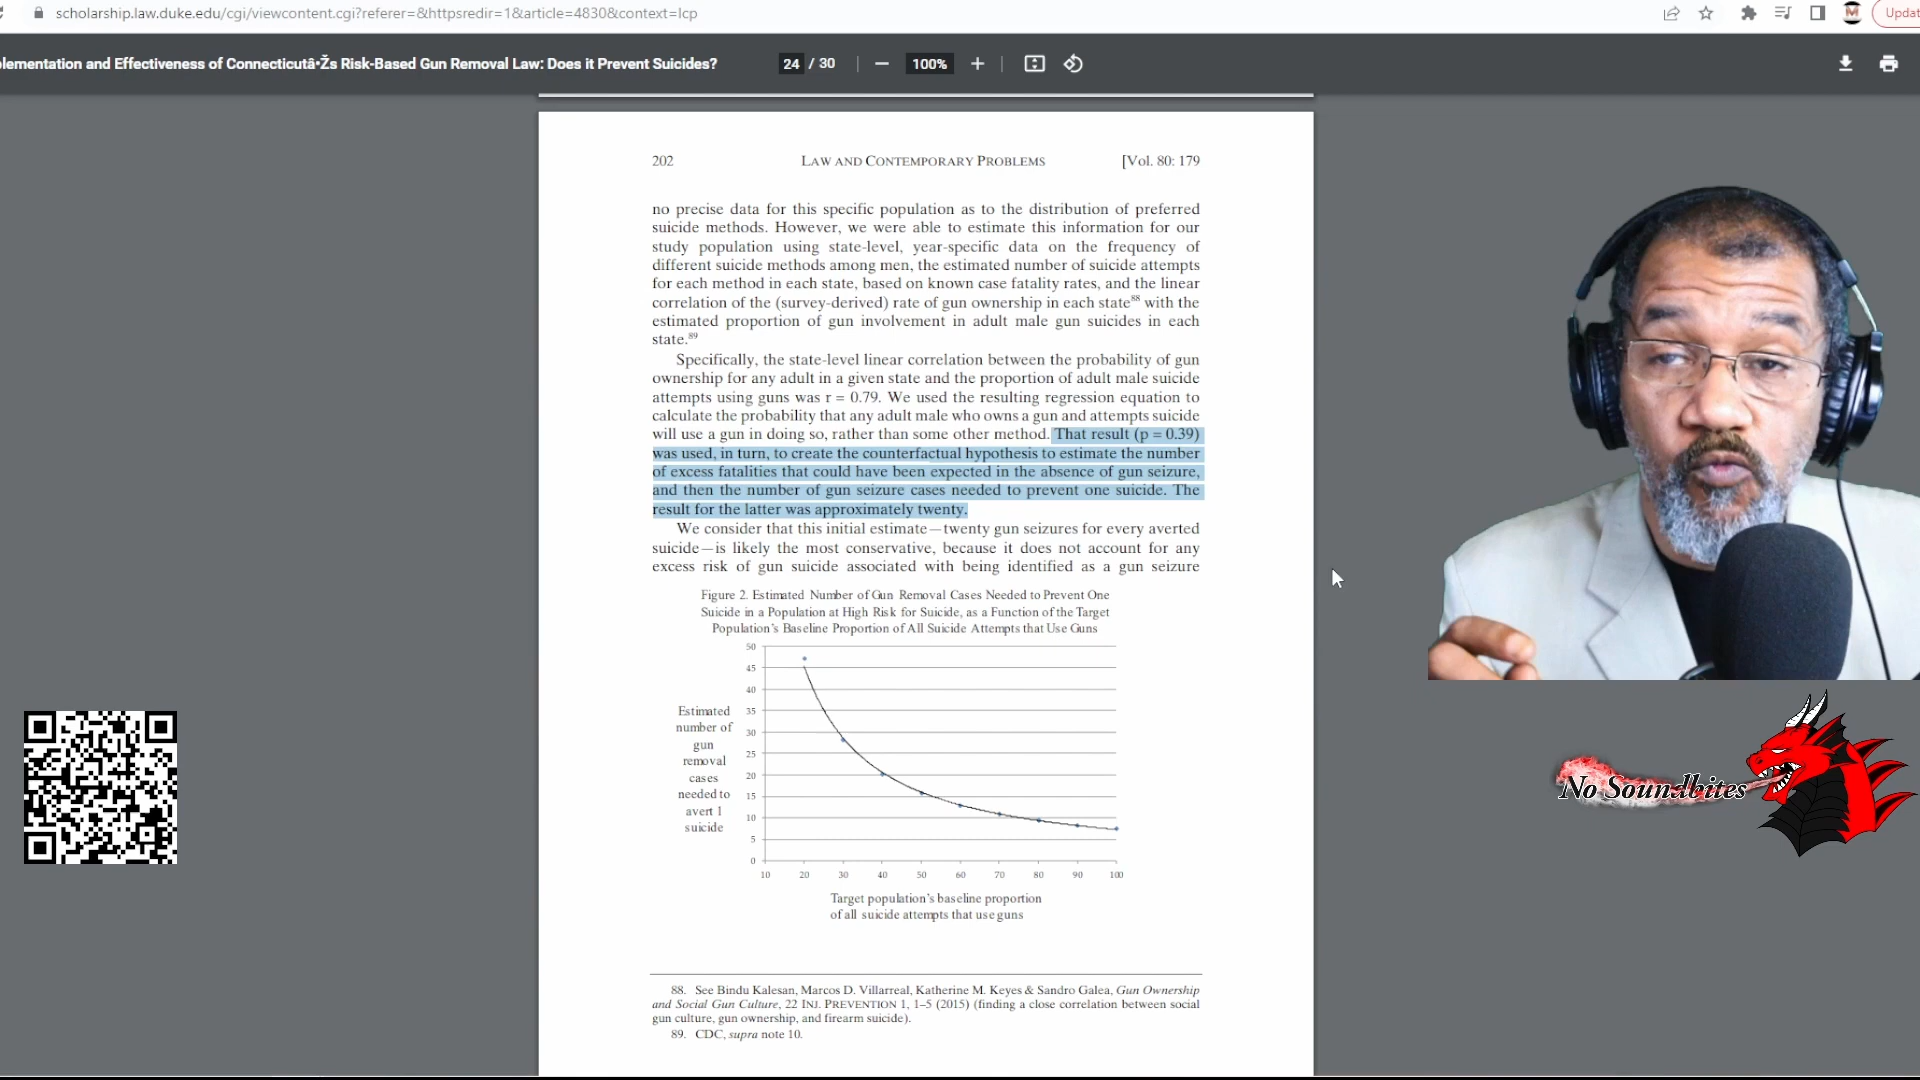 scholarship.law.duke.edu/cgi/viewcontent.cgi?referer=&httpsredir=1&article=4830&context=lcp
Updat
lementation and Effectiveness of Connecticutâ•Žs Risk-Based Gun Removal Law: Does it Prevent Suicides?
24 / 30
100%
202 LAW AND CONTEMPORARY PROBLEMS [Vol. 80: 179
no precise data for this specific population as to the distribution of preferred
suicide methods. However, we were able to estimate this information for our
study population using state-level, year-specific data on the frequency of
different suicide methods among men, the estimated number of suicide attempts
for each method in each state, based on known case fatality rates, and the linear
correlation of the (survey-derived) rate of gun ownership in each state88 with the
estimated proportion of gun involvement in adult male gun suicides in each
state.89
Specifically, the state-level linear correlation between the probability of gun
ownership for any adult in a given state and the proportion of adult male suicide
attempts using guns was r = 0.79. We used the resulting regression equation to
calculate the probability that any adult male who owns a gun and attempts suicide
will use a gun in doing so, rather than some other method. That result (p = 0.39)
was used, in turn, to create the counterfactual hypothesis to estimate the number
of excess fatalities that could have been expected in the absence of gun seizure,
and then the number of gun seizure cases needed to prevent one suicide. The
result for the latter was approximately twenty.
We consider that this initial estimate—twenty gun seizures for every averted
suicide—is likely the most conservative, because it does not account for any
excess risk of gun suicide associated with being identified as a gun seizure
Figure 2. Estimated Number of Gun Removal Cases Needed to Prevent One
Suicide in a Population at High Risk for Suicide, as a Function of the Target
Population's Baseline Proportion of All Suicide Attempts that Use Guns
50
45
40
35
30
25
20
15
10
5
0
Estimated
number of
gun
removal
cases
needed to
avert 1
suicide
10 20 30 40 50 60 70 80 90 100
Target population's baseline proportion
of all suicide attempts that use guns
No Soundbites
88. See Bindu Kalesan, Marcos D. Villarreal, Katherine M. Keyes & Sandro Galea, Gun Ownership
and Social Gun Culture, 22 INJ. PREVENTION 1, 1–5 (2015) (finding a close correlation between social
gun culture, gun ownership, and firearm suicide).
89. CDC, supra note 10.